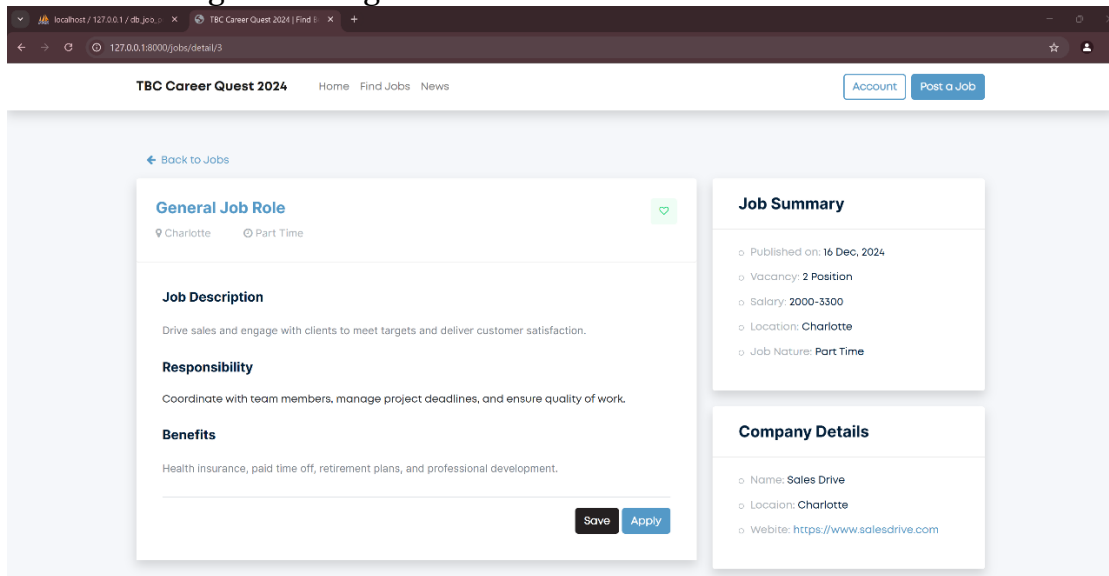 localhost / 127.0.0.1 / db_joo_
TBC Career Quest 2024 | Find
127.0.0.1:8000/jobs/detail/3
TBC Career Quest 2024 Home Find Jobs News Account Post a Job
Back to Jobs
General Job Role
Charlotte Part Time
Job Description
Drive sales and engage with clients to meet targets and deliver customer satisfaction.
Responsibility
Coordinate with team members, manage project deadlines, and ensure quality of work.
Benefits
Health insurance, paid time off, retirement plans, and professional development.
Save Apply
Job Summary
Published on: 16 Dec, 2024
Vacancy: 2 Position
Salary: 2000-3300
Location: Charlotte
Job Nature: Part Time
Company Details
Name: Sales Drive
Locaion: Charlotte
Webite: https://www.salesdrive.com